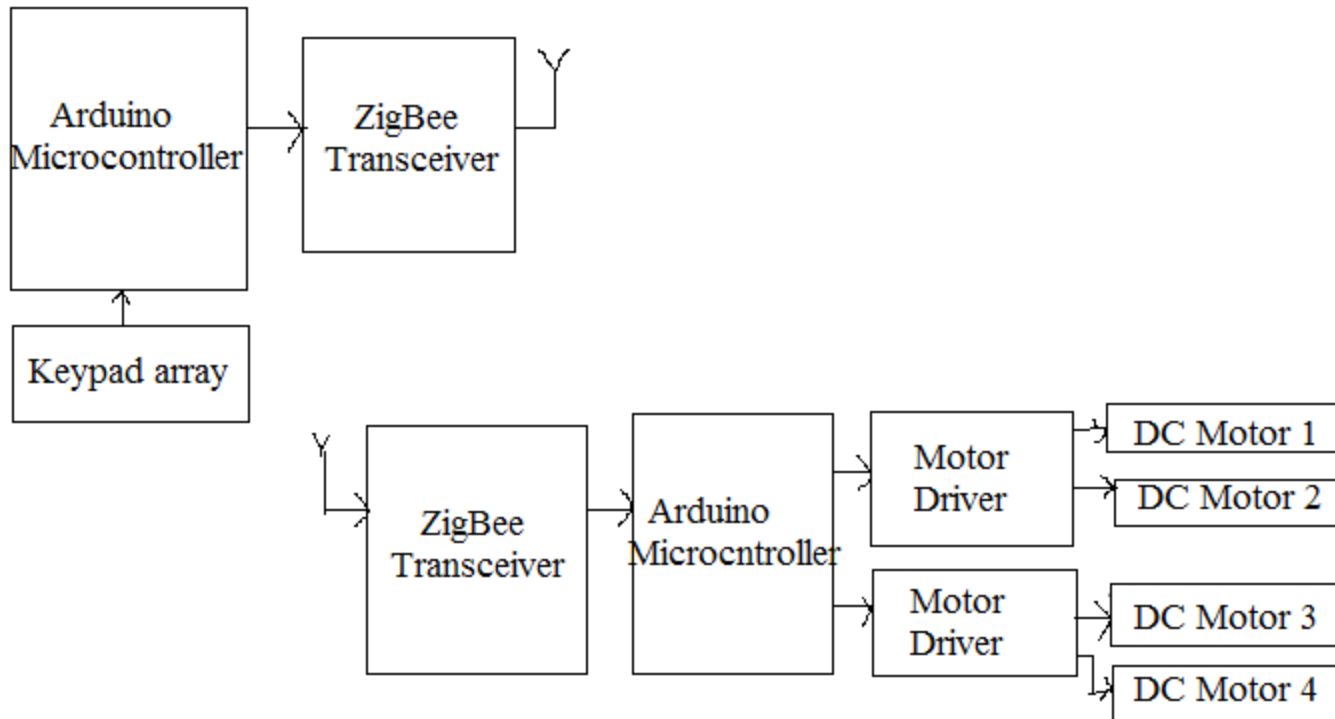 Arduino
Microcontroller
ZigBee
Transceiver
Keypad array
ZigBee
Transceiver
Arduino
Microcntroller
Motor
Driver
DC Motor 1
DC Motor 2
Motor
Driver
DC Motor 3
DC Motor 4